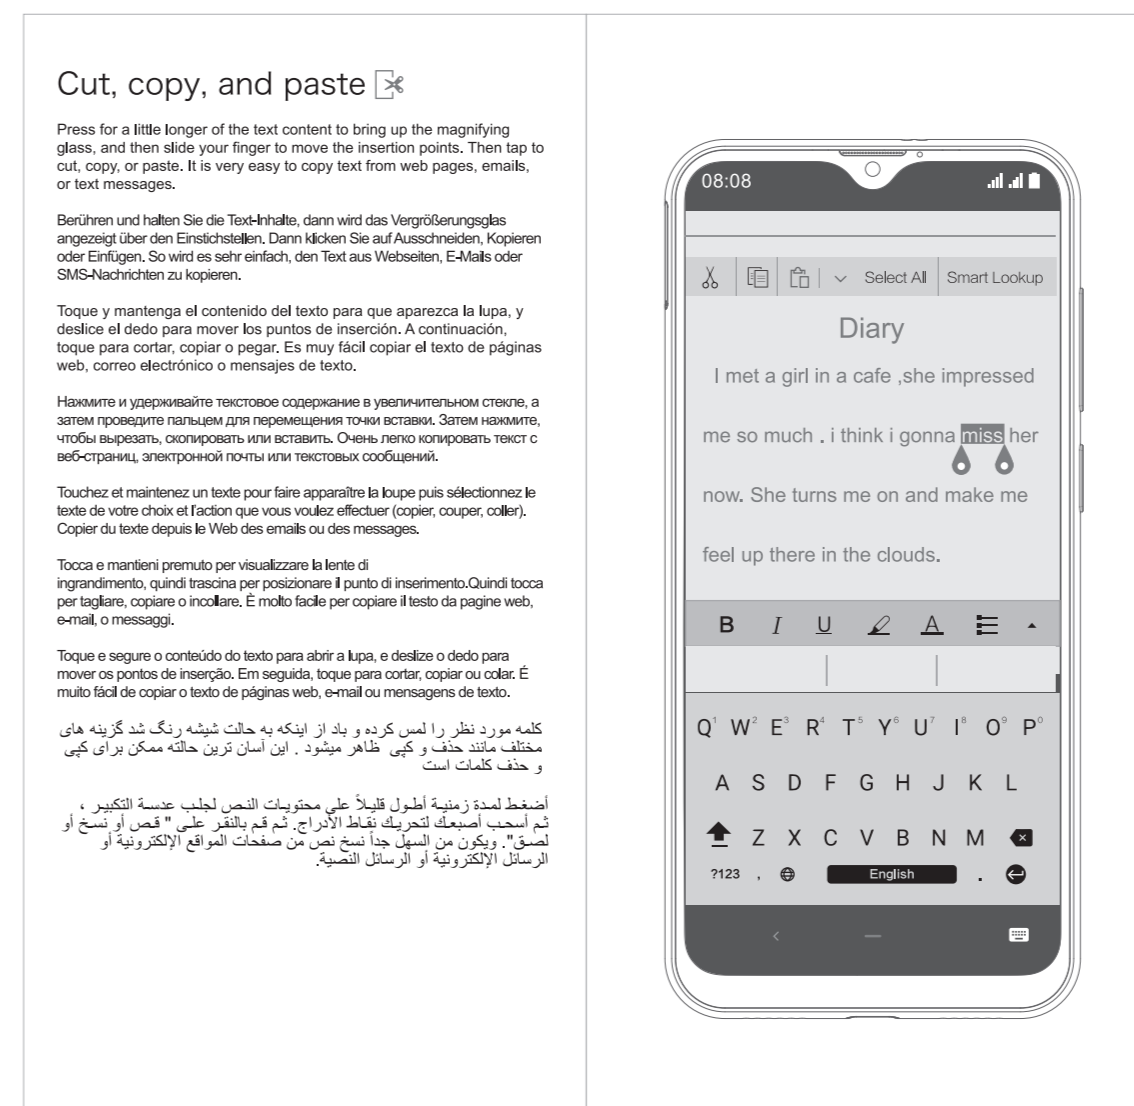 Cut, copy, and paste
Press for a little longer of the text content to bring up the magnifying
glass, and then slide your finger to move the insertion points. Then tap to
cut, copy, or paste. It is very easy to copy text from web pages, emails,
or text messages.
Berühren und halten Sie die Text-Inhalte, dann wird das Vergrößerungsglas
angezeigt über den Einstichstellen. Dann klicken Sie auf Ausschneiden, Kopieren
oder Einfügen. So wird es sehr einfach, den Text aus Webseiten, E-Mails oder
SMS-Nachrichten zu kopieren.
Toque y mantenga el contenido del texto para que aparezca la lupa, y
deslice el dedo para mover los puntos de inserción. A continuación,
toque para cortar, copiar o pegar. Es muy fácil copiar el texto de páginas
web, correo electrónico o mensajes de texto.
Нажмите и удерживайте текстовое содержание в увеличительном стекле, а
затем проведите пальцем для перемещения точки вставки. Затем нажмите,
чтобы вырезать, скопировать или вставить. Очень легко копировать текст с
веб-страниц, электронной почты или текстовых сообщений.
Touchez et maintenez un texte pour faire apparaître la loupe puis sélectionnez le
texte de votre choix et l'action que vous voulez effectuer (copier, couper, coller).
Copier du texte depuis le Web des emails ou des messages.
Tocca e mantieni premuto per visualizzare la lente di
ingrandimento, quindi trascina per posizionare il punto di inserimento.Quindi tocca
per tagliare, copiare o incollare. È molto facile per copiare il testo da pagine web,
e-mail, o messaggi.
Toque e segure o conteúdo do texto para abrir a lupa, e deslize o dedo para
mover os pontos de inserção. Em seguida, toque para cortar, copiar ou colar. É
muito fácil de copiar o texto de páginas web, e-mail ou mensagens de texto.
کلمه مورد نظر را لمس کرده و باد از اینکه به حالت شیشه رنگ شد گزینه های
مختلف مانند حذف و کپی ظاهر میشود . این آسان ترین حالته ممکن برای کپی
و حذف کلمات است
أضغط لمدة زمنية أطول قليلاً على محتويات النص لجلب عدسة التكبير ،
ثم أسحب أصبعك لتحريك نقاط الأدراج. ثم قم بالنقر على " قص أو نسخ أو
لصق". ويكون من السهل جداً نسخ نص من صفحات المواقع الإلكترونية أو
الرسائل الإلكترونية أو الرسائل النصية.
08:08
Select All Smart Lookup
Diary
I met a girl in a cafe ,she impressed
me so much . i think i gonna miss her
now. She turns me on and make me
feel up there in the clouds.
B I U A
Q1 W2 E3 R4 T5 Y6 U7 I8 O9 P0
A S D F G H J K L
Z X C V B N M
?123 , English .